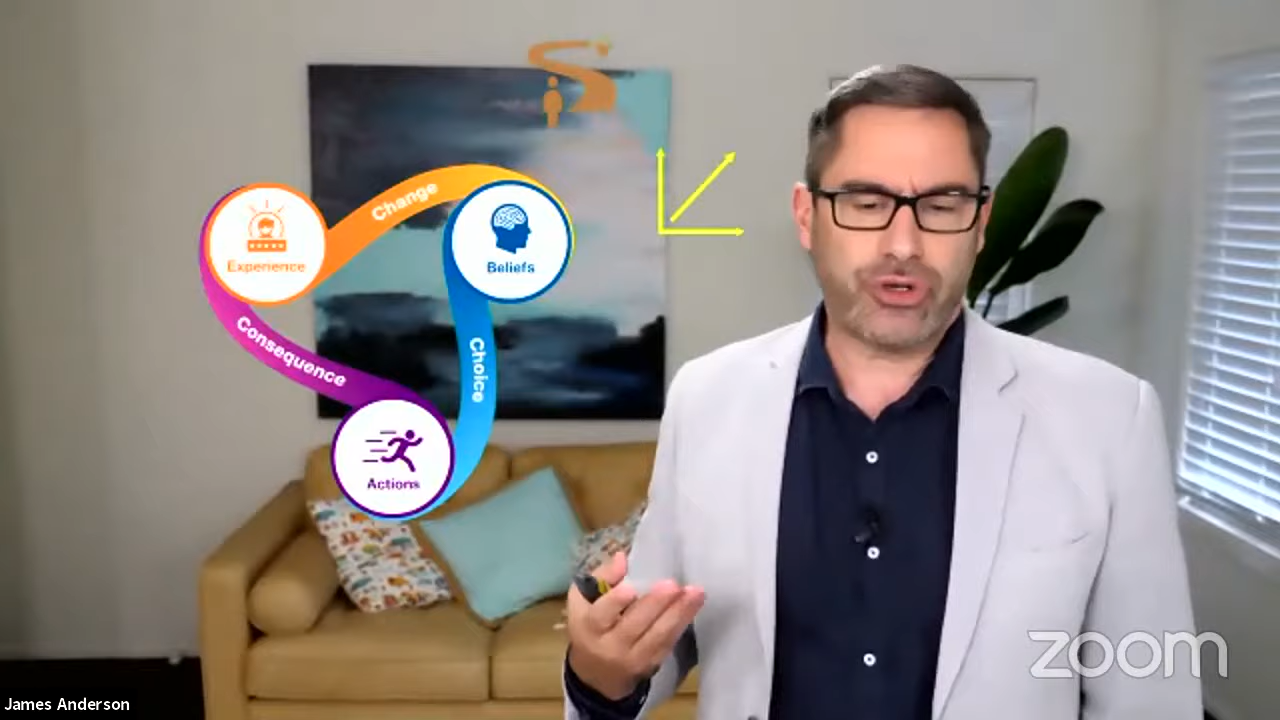 Change
Experience
Beliefs
Consequence
Choice
Actions
zoom
James Anderson